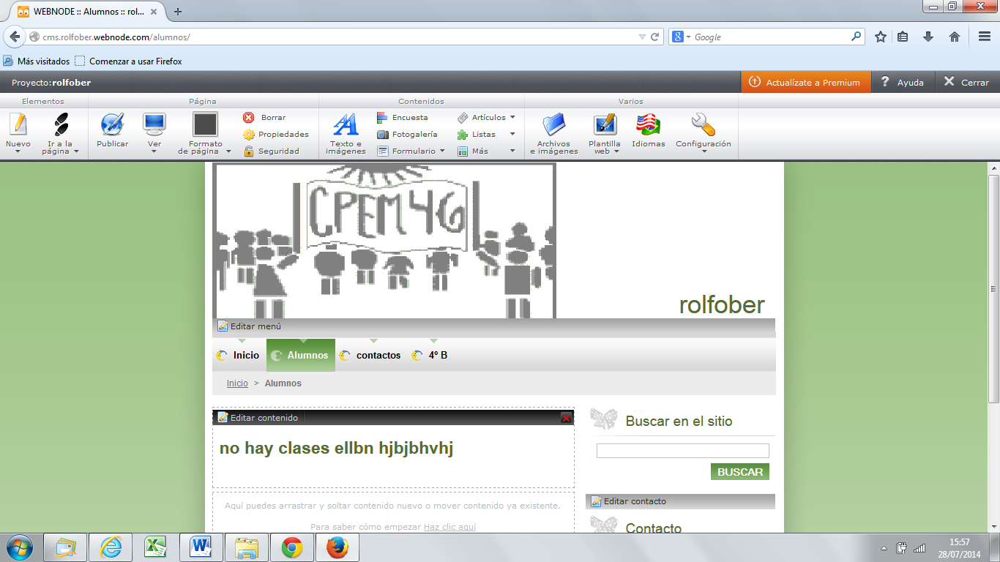 WEBNODE :: Alumnos :: rol...
cms.rolfober.webnode.com/alumnos/
Google
Más visitados
Comenzar a usar Firefox
Proyecto:rolfober
Actualízate a Premium
? Ayuda
Cerrar
Elementos
Página
Contenidos
Varios
Nuevo
Ir a la
página
Publicar
Ver
Formato
de página
Borrar
Propiedades
Seguridad
Texto e
imágenes
Encuesta
Fotogalería
Formulario
Artículos
Listas
Más
Archivos
e imágenes
Plantilla
web
Idiomas
Configuración
CPEM46
rolfober
Editar menú
Inicio
Alumnos
contactos
4º B
Inicio > Alumnos
Editar contenido
no hay clases ellbn hjbjbhvhj
Aquí puedes arrastrar y soltar contenido nuevo o mover contenido ya existente.
Para saber cómo empezar Haz clic aquí
Buscar en el sitio
BUSCAR
Editar contacto
Contacto
15:57
28/07/2014